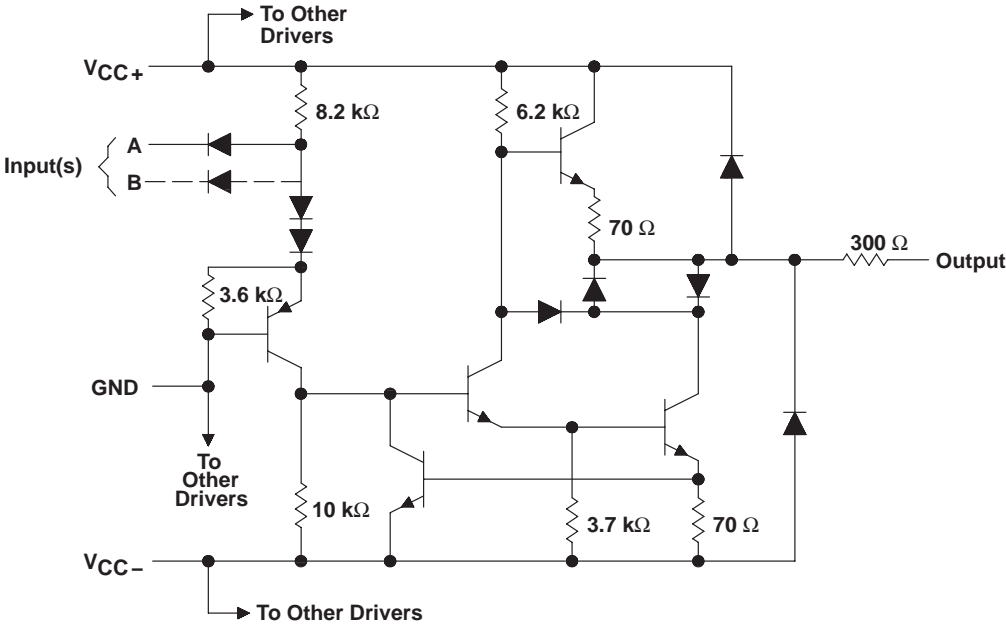 To Other
Drivers
VCC+
8.2 kΩ
6.2 kΩ
A
Input(s)
B
70 Ω
300 Ω
Output
3.6 kΩ
GND
To
Other
Drivers
10 kΩ
3.7 kΩ
70 Ω
VCC−
To Other Drivers